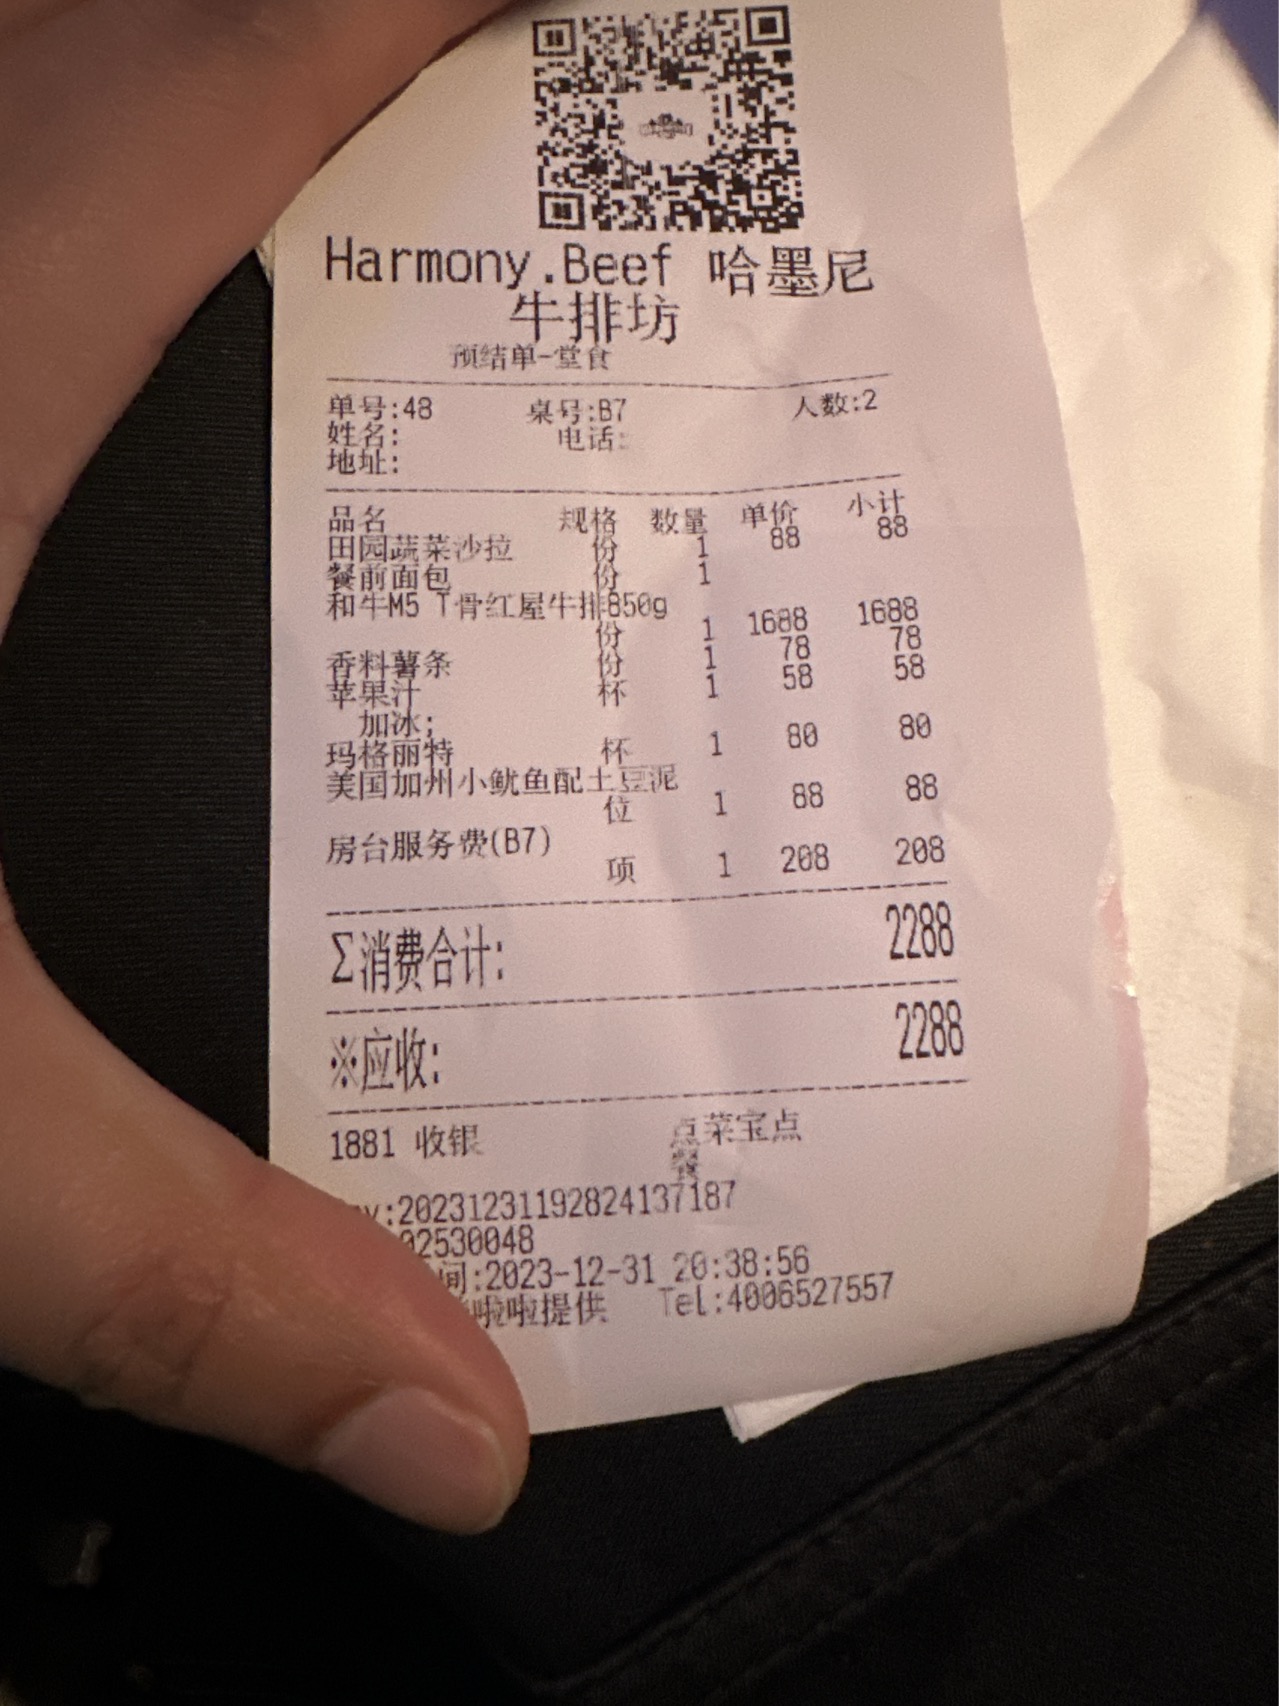 Harmony.Beef 哈墨尼
牛排坊
预结单-堂食
单号:48 桌号:B7 人数:2
姓名: 电话:
地址:
品名 规格 数量 单价 小计
田园蔬菜沙拉 份 1 88 88
餐前面包 份 1
和牛M5 T骨红屋牛排850g
份 1 1688 1688
香料薯条 份 1 78 78
苹果汁 杯 1 58 58
加冰;
玛格丽特 杯 1 80 80
美国加州小鱿鱼配土豆泥
位 1 88 88
房台服务费(B7)
项 1 208 208
Σ消费合计: 2288
※应收: 2288
1881 收银 点菜宝点
餐
:20231231192824137187
02530048
间:2023-12-31 20:38:56
啦啦提供 Tel:4006527557